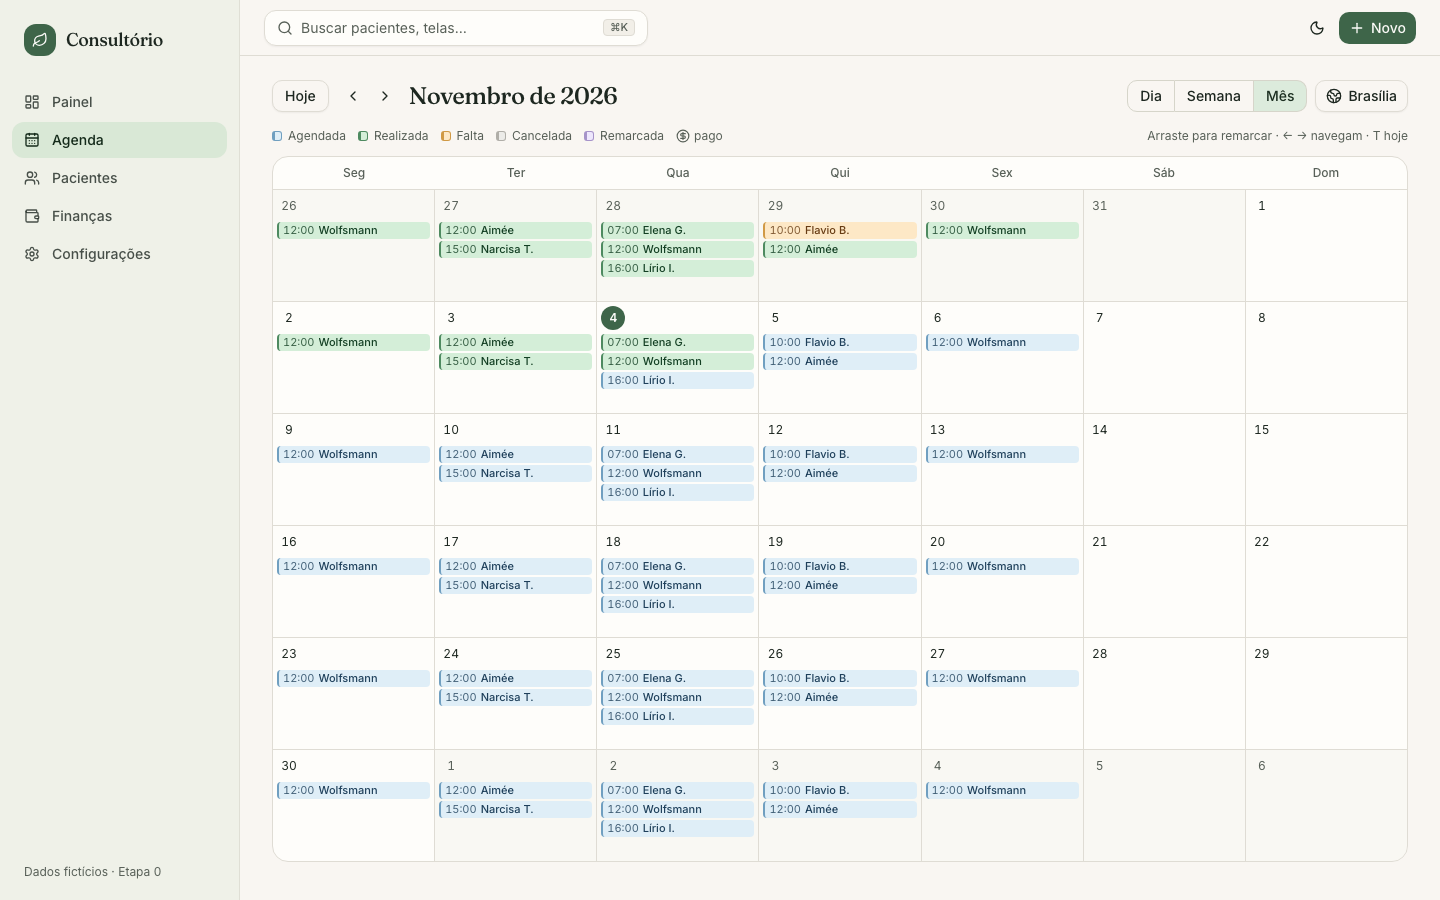 Consultório
Buscar pacientes, telas...
⌘K
Novo
Painel
Agenda
Pacientes
Finanças
Configurações
Hoje
Novembro de 2026
Dia Semana Mês
Brasília
Agendada Realizada Falta Cancelada Remarcada pago
Arraste para remarcar · ← → navegam · T hoje
Seg Ter Qua Qui Sex Sáb Dom
26 27 28 29 30 31 1
12:00 Wolfsmann 12:00 Aimée 07:00 Elena G. 10:00 Flavio B. 12:00 Wolfsmann
15:00 Narcisa T. 12:00 Wolfsmann 12:00 Aimée
16:00 Lírio I.
2 3 4 5 6 7 8
12:00 Wolfsmann 12:00 Aimée 07:00 Elena G. 10:00 Flavio B. 12:00 Wolfsmann
15:00 Narcisa T. 12:00 Wolfsmann 12:00 Aimée
16:00 Lírio I.
9 10 11 12 13 14 15
12:00 Wolfsmann 12:00 Aimée 07:00 Elena G. 10:00 Flavio B. 12:00 Wolfsmann
15:00 Narcisa T. 12:00 Wolfsmann 12:00 Aimée
16:00 Lírio I.
16 17 18 19 20 21 22
12:00 Wolfsmann 12:00 Aimée 07:00 Elena G. 10:00 Flavio B. 12:00 Wolfsmann
15:00 Narcisa T. 12:00 Wolfsmann 12:00 Aimée
16:00 Lírio I.
23 24 25 26 27 28 29
12:00 Wolfsmann 12:00 Aimée 07:00 Elena G. 10:00 Flavio B. 12:00 Wolfsmann
15:00 Narcisa T. 12:00 Wolfsmann 12:00 Aimée
16:00 Lírio I.
30 1 2 3 4 5 6
12:00 Wolfsmann 12:00 Aimée 07:00 Elena G. 10:00 Flavio B. 12:00 Wolfsmann
15:00 Narcisa T. 12:00 Wolfsmann 12:00 Aimée
16:00 Lírio I.
Dados fictícios · Etapa 0